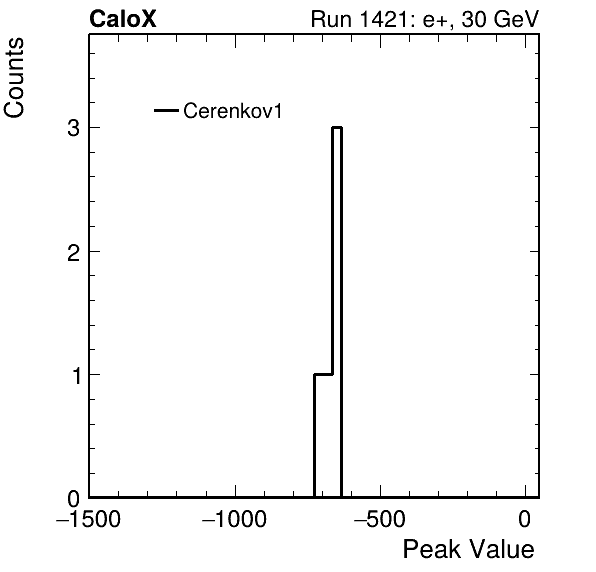 CaloX Run 1421: e+, 30 GeV
Counts
Cerenkov1
3
2
1
0
−1500 −1000 −500 0
Peak Value